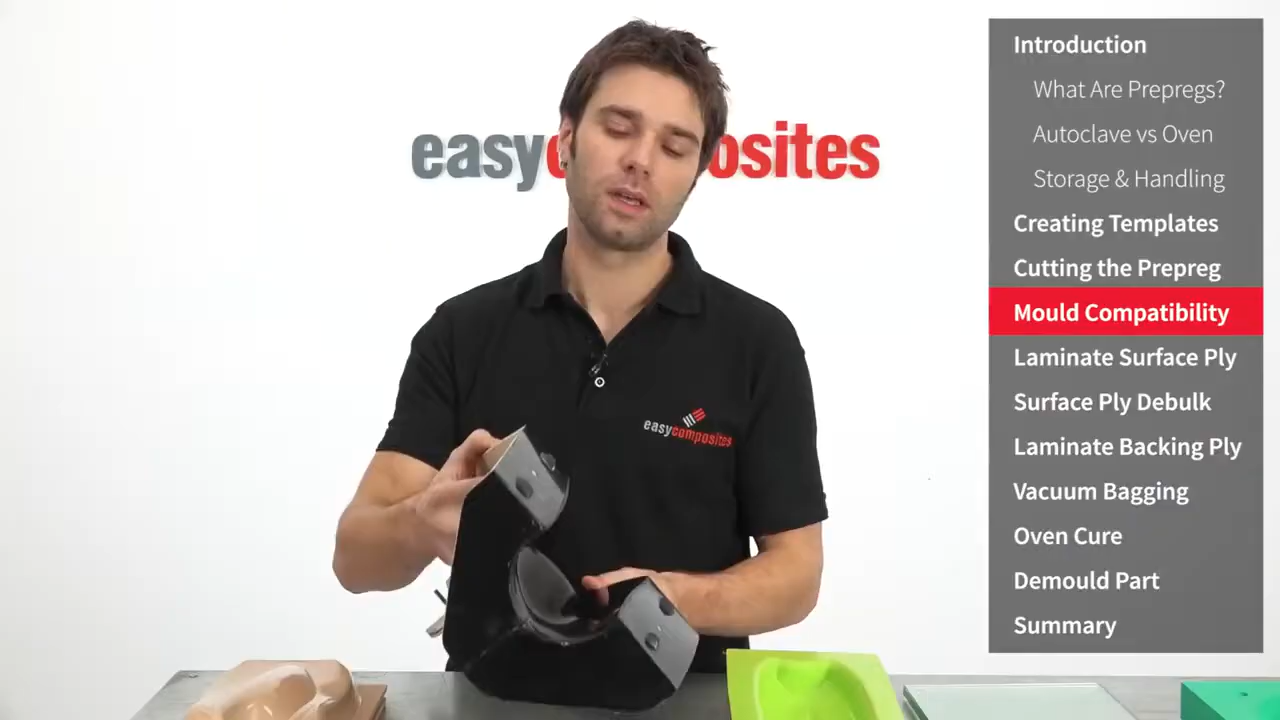 easycomposites
easycomposites
Introduction
What Are Prepregs?
Autoclave vs Oven
Storage & Handling
Creating Templates
Cutting the Prepreg
Mould Compatibility
Laminate Surface Ply
Surface Ply Debulk
Laminate Backing Ply
Vacuum Bagging
Oven Cure
Demould Part
Summary